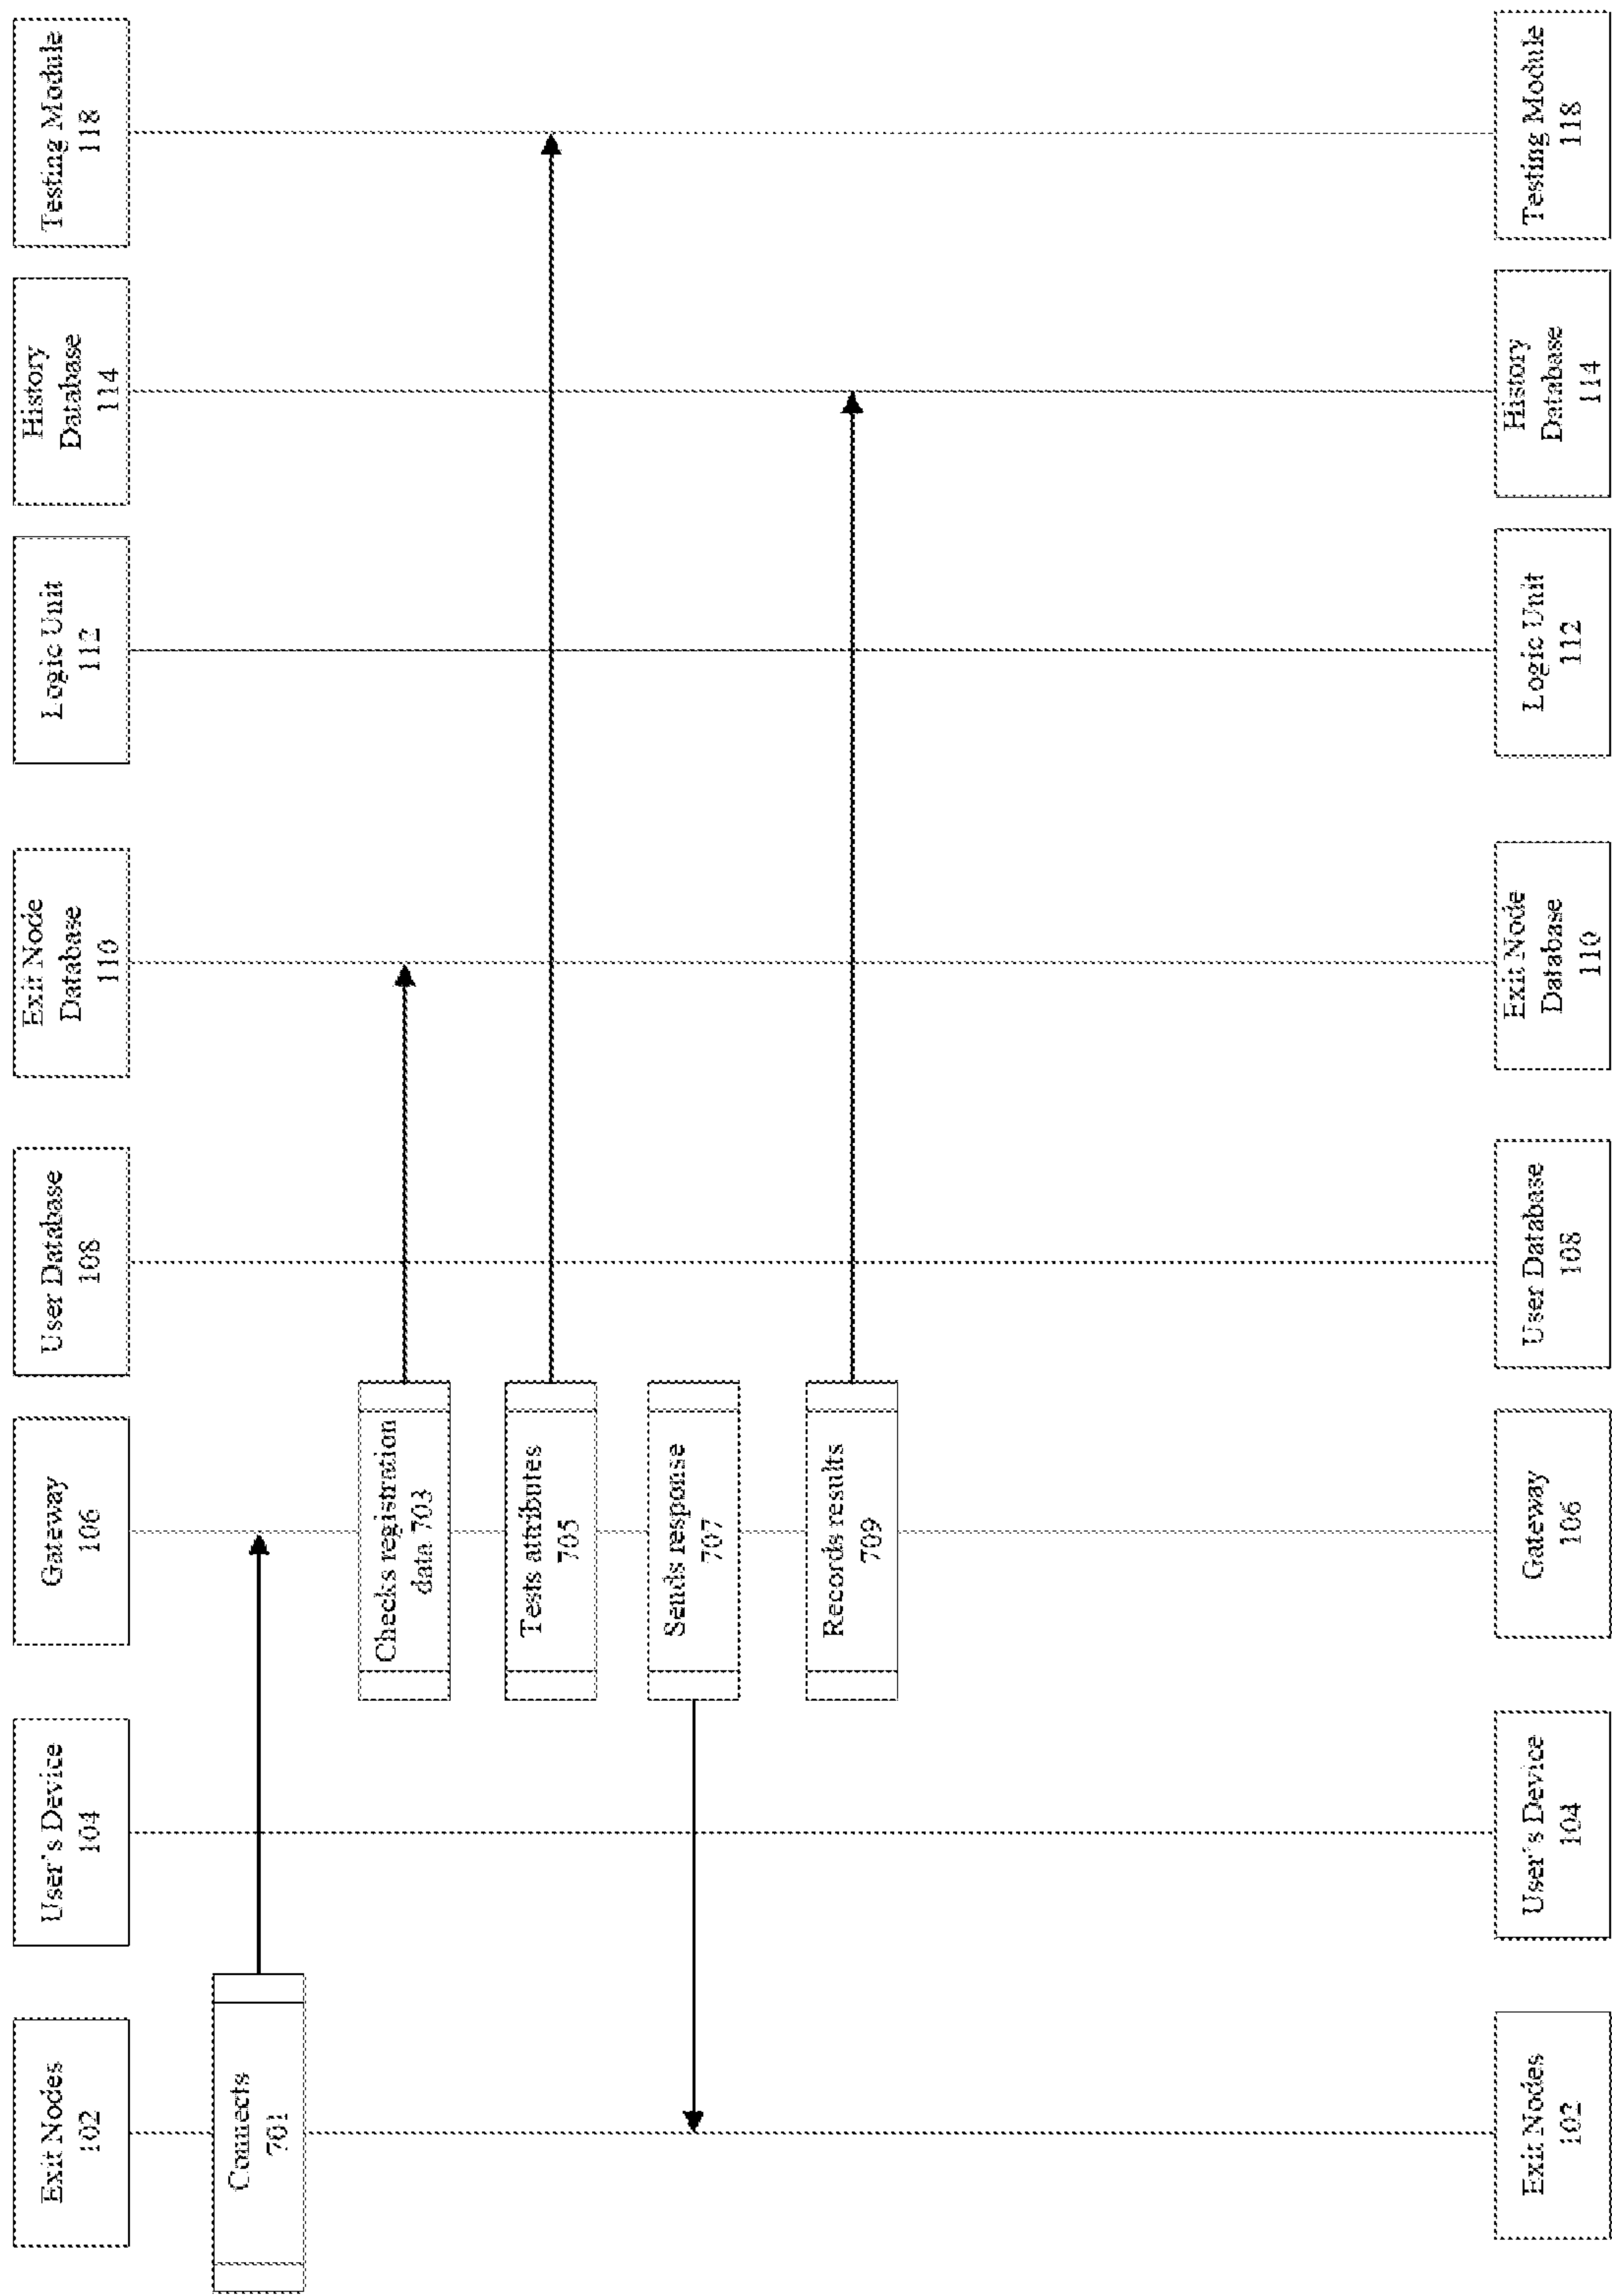 Exit Nodes
102
User's Device
104
Gateway
106
User Database
108
Exit Node
Database
110
Logic Unit
112
History
Database
114
Testing Module
118
Connects
701
Checks registration
data 703
Tests attributes
705
Sends response
707
Records results
709
Exit Nodes
102
User's Device
104
Gateway
106
User Database
108
Exit Node
Database
110
Logic Unit
112
History
Database
114
Testing Module
118